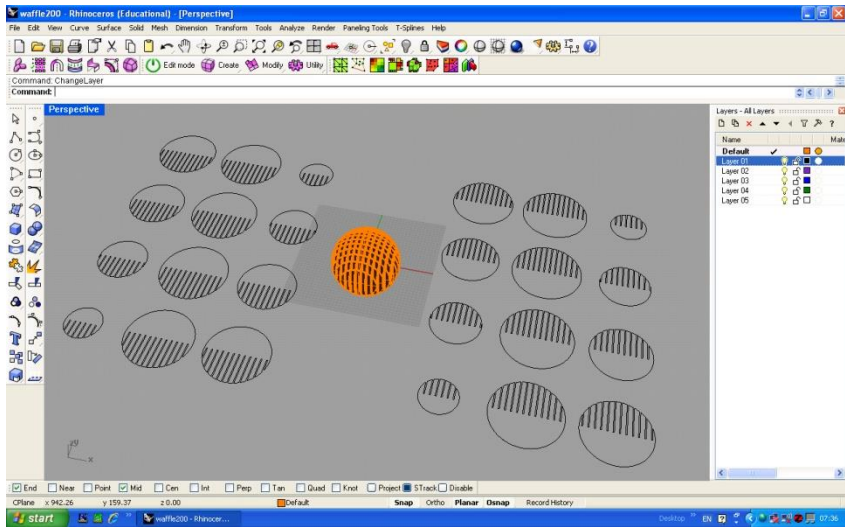 waffle200 - Rhinoceros (Educational) - [Perspective]
File Edit View Curve Surface Solid Mesh Dimension Transform Tools Analyze Render Paneling Tools T-Splines Help
Edit mode Create Modify Utility
Command: ChangeLayer
Command:
Perspective
Layers - All Layers
Name Mate
Default
Layer 01
Layer 02
Layer 03
Layer 04
Layer 05
y
x
End Near Point Mid Cen Int Perp Tan Quad Knot Project STrack Disable
CPlane x 942.26 y 159.37 z 0.00 Default Snap Ortho Planar Osnap Record History
start waffle200 - Rhinocer... Desktop EN 07:36